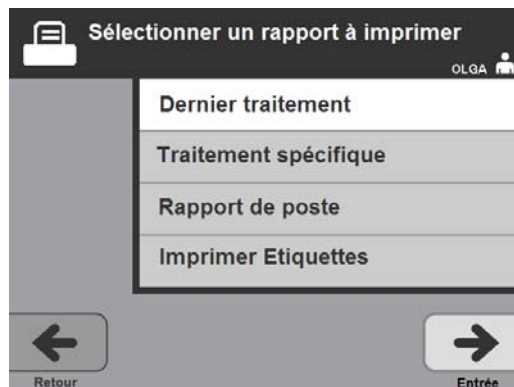 Sélectionner un rapport à imprimer
OLGA
Dernier traitement
Traitement spécifique
Rapport de poste
Imprimer Etiquettes
Retour
Entrée